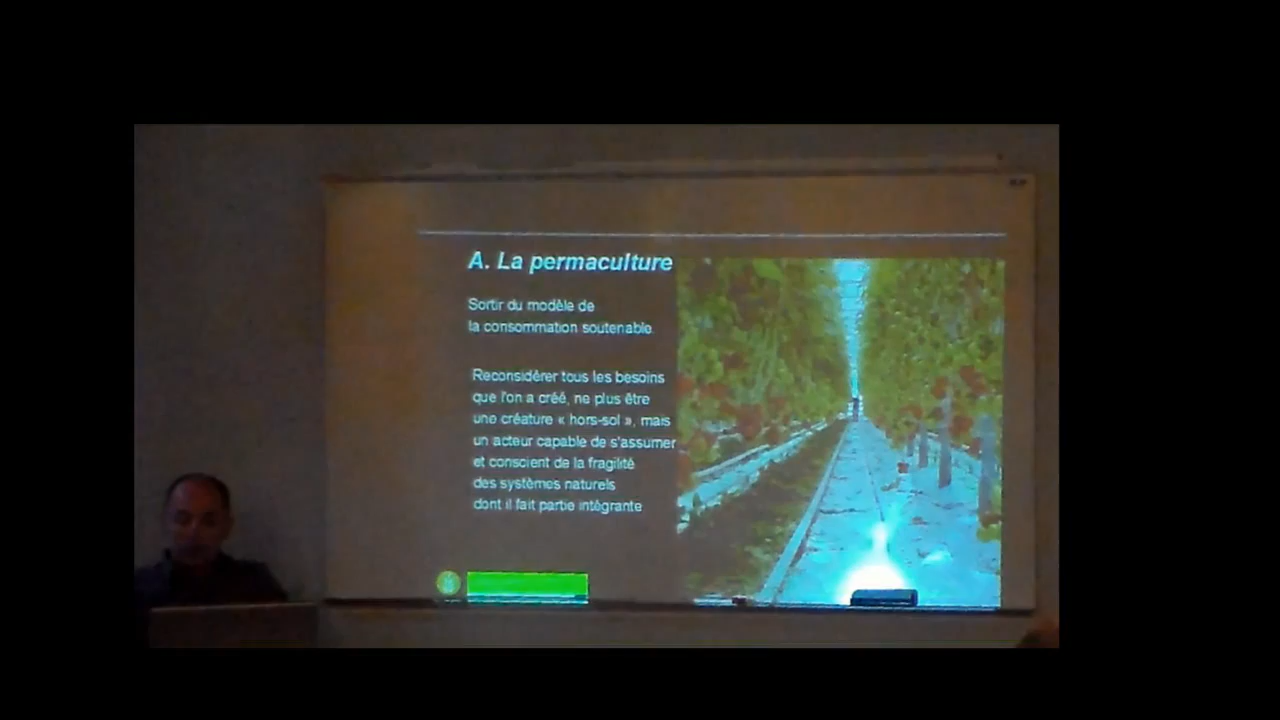 A. La permaculture
Sortir du modèle de
la consommation soutenable.
Reconsidérer tous les besoins
que l'on a créé, ne plus être
une créature « hors-sol », mais
un acteur capable de s'assumer
et conscient de la fragilité
des systèmes naturels
dont il fait partie intégrante